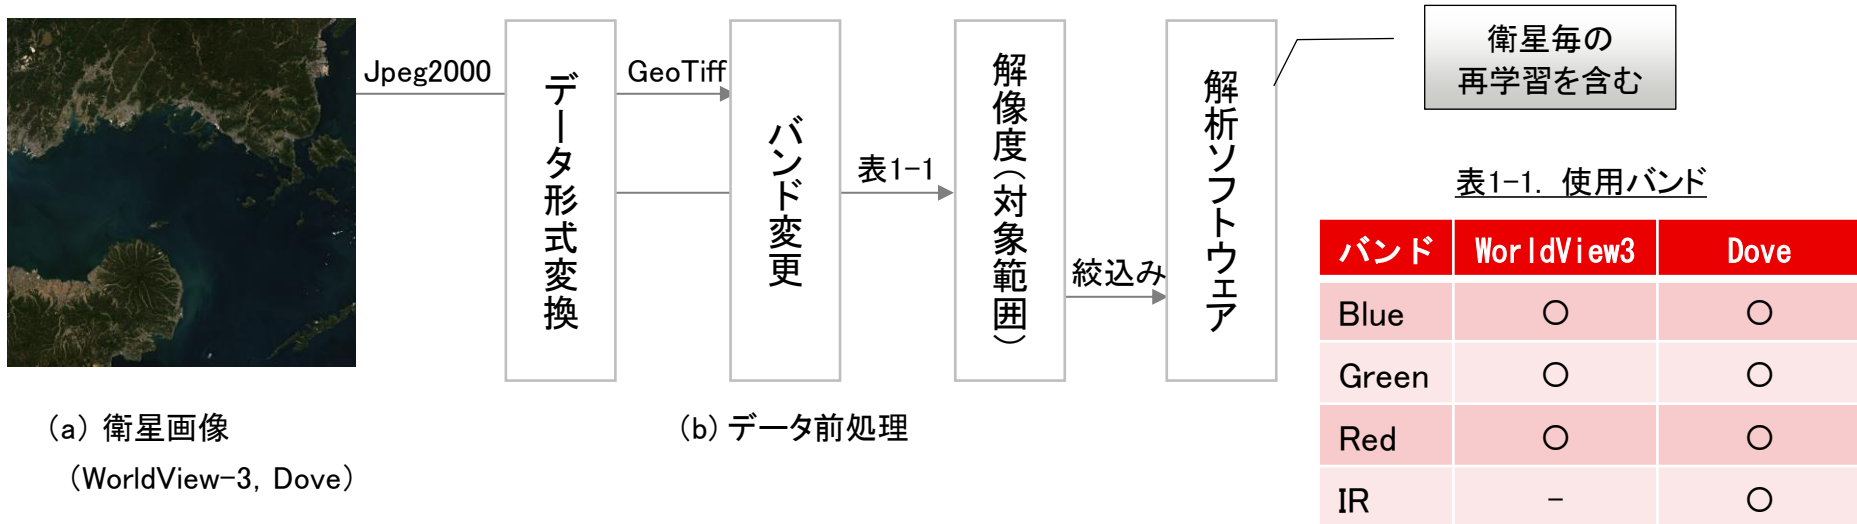 Jpeg2000
データ形式変換
GeoTiff
バンド変更
表1-1
解像度(対象範囲)
絞込み
解析ソフトウェア
衛星毎の
再学習を含む
(a) 衛星画像
(WorldView-3, Dove)
(b) データ前処理
表1-1. 使用バンド
バンド WorldView3 Dove
Blue ○ ○
Green ○ ○
Red ○ ○
IR - ○